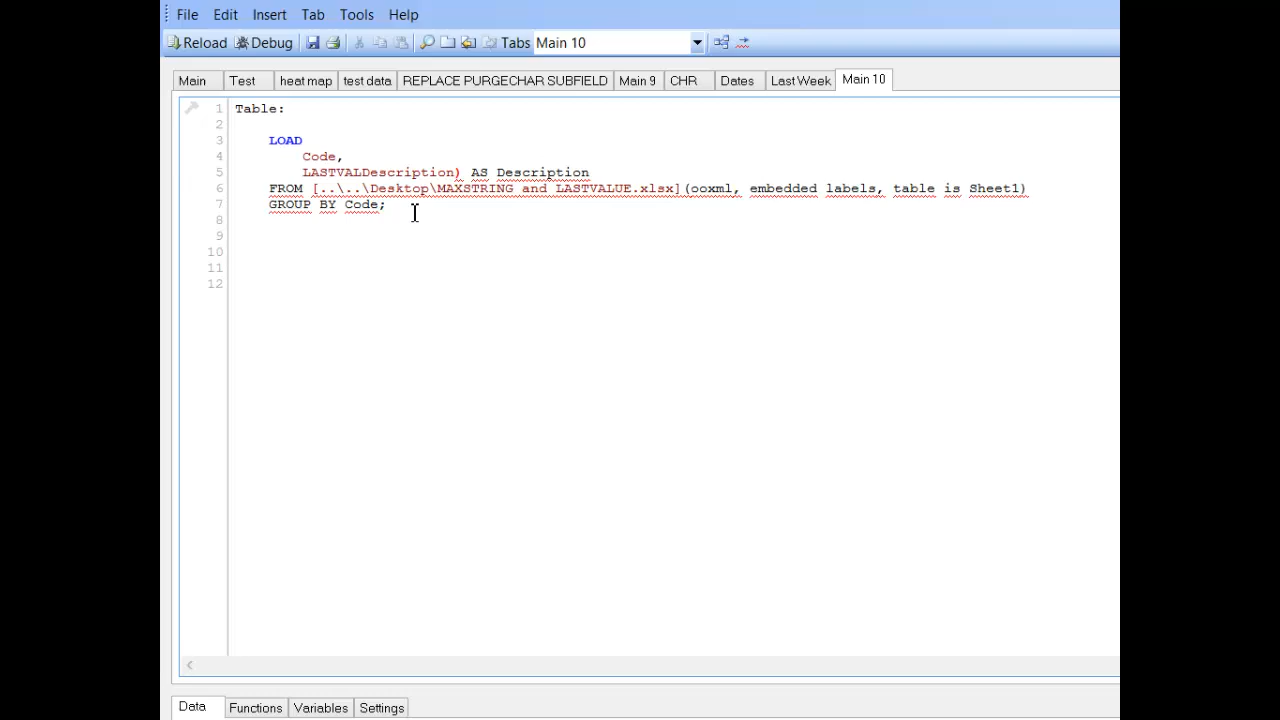 File Edit Insert Tab Tools Help
Reload Debug Tabs Main 10
Main Test heat map test data REPLACE PURGECHAR SUBFIELD Main 9 CHR Dates Last Week Main 10
1 Table:
2
3 LOAD
4 Code,
5 LASTVALDescription) AS Description
6 FROM [..\..\Desktop\MAXSTRING and LASTVALUE.xlsx](ooxml, embedded labels, table is Sheet1)
7 GROUP BY Code;
8
9
10
11
12
Data Functions Variables Settings